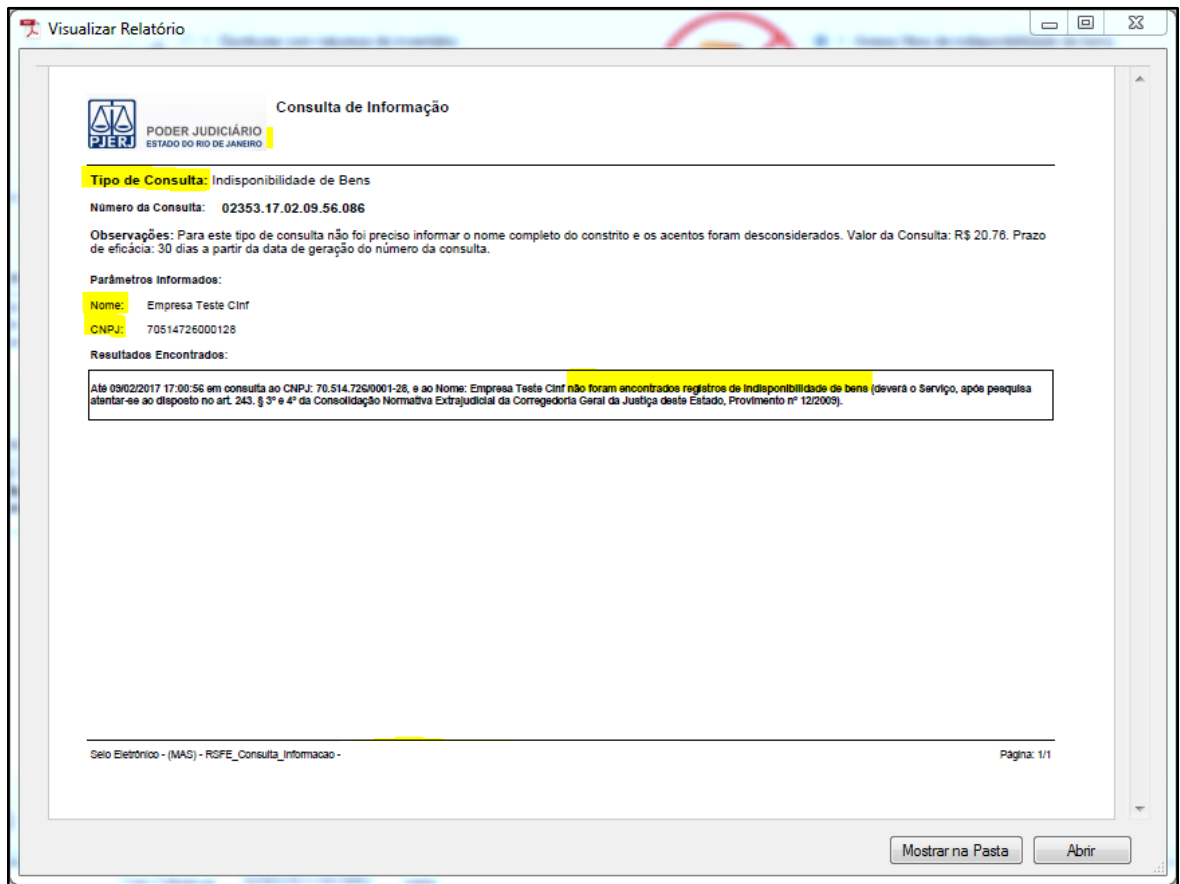 Visualizar Relatório
Consulta de Informação
PJERJ
PODER JUDICIÁRIO
ESTADO DO RIO DE JANEIRO
Tipo de Consulta: Indisponibilidade de Bens
Número da Consulta: 02353.17.02.09.56.086
Observações: Para este tipo de consulta não foi preciso informar o nome completo do constrito e os acentos foram desconsiderados. Valor da Consulta: R$ 20.76. Prazo
de eficácia: 30 dias a partir da data de geração do número da consulta.
Parâmetros Informados:
Nome: Empresa Teste CInf
CNPJ: 70514726000128
Resultados Encontrados:
Até 09/02/2017 17:00:56 em consulta ao CNPJ: 70.514.726/0001-28, e ao Nome: Empresa Teste CInf não foram encontrados registros de indisponibilidade de bens (deverá o Serviço, após pesquisa
atentar-se ao disposto no art. 243. § 3º e 4º da Consolidação Normativa Extrajudicial da Corregedoria Geral da Justiça deste Estado, Provimento nº 12/2009).
Selo Eletrônico - (MAS) - RSFE_Consulta_Informacao -
Página: 1/1
Mostrar na Pasta
Abrir